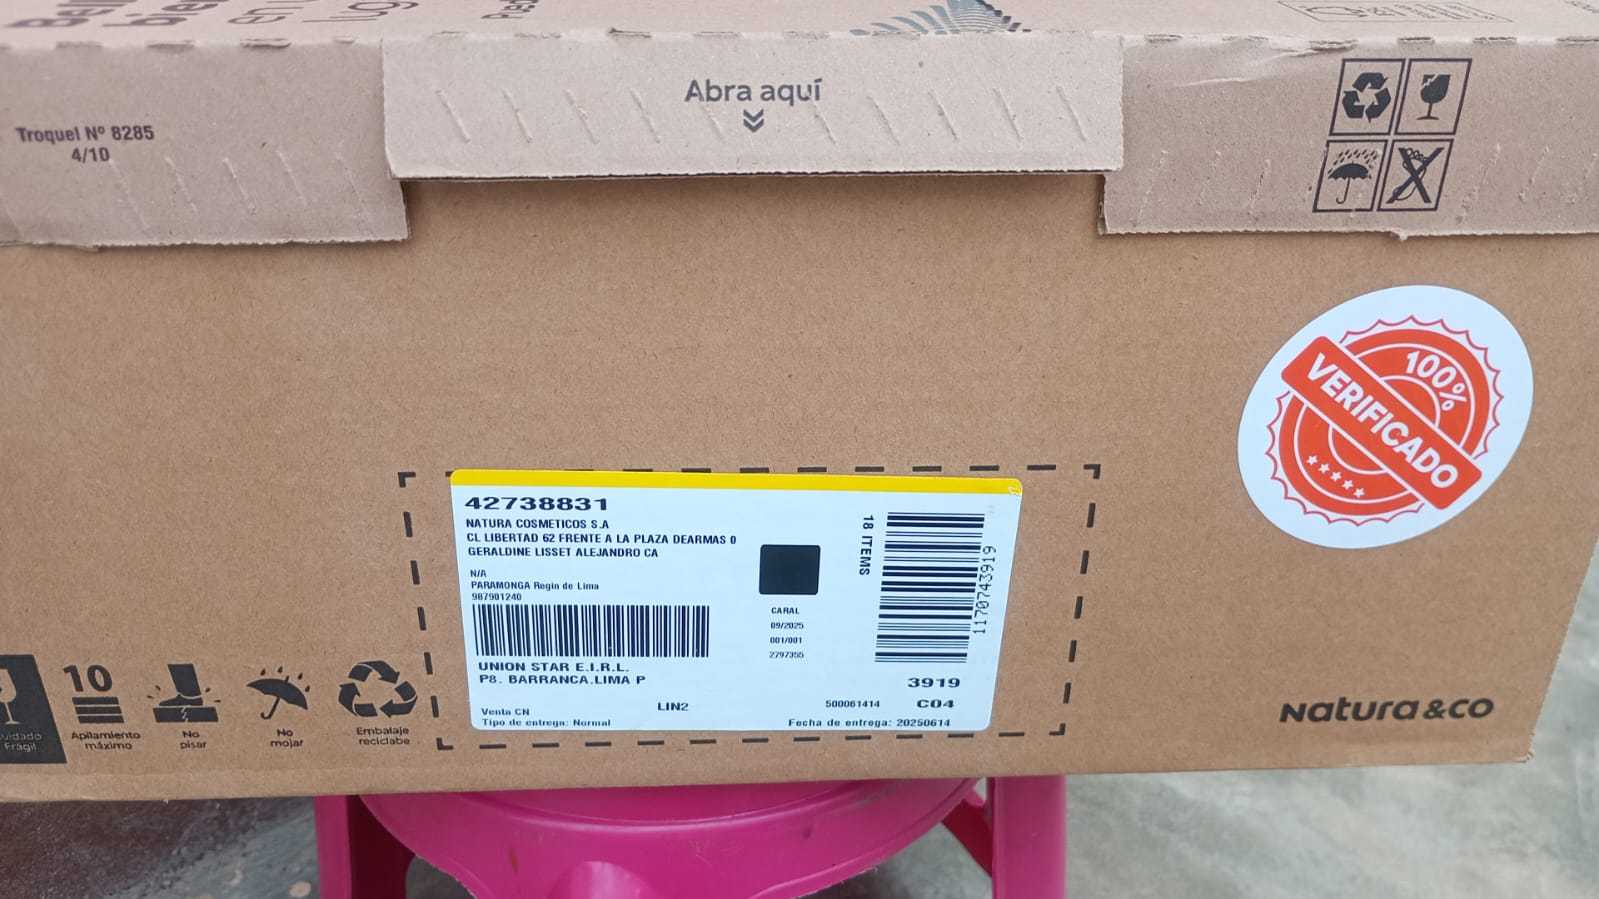 en
Troquel Nº 8285
4/10
Abra aquí
100%
VERIFICADO
42738831
NATURA COSMETICOS S.A
CL LIBERTAD 62 FRENTE A LA PLAZA DEARMAS 0
GERALDINE LISSET ALEJANDRO CA
N/A
PARAMONGA Regin de Lima
987901240
UNION STAR E.I.R.L.
P8. BARRANCA.LIMA P
Venta CN
Tipo de entrega: Normal
LIN2
CARAL
09/2025
001/001
2797355
18 ITEMS
1170743919
3919
500061414 C04
Fecha de entrega: 20250614
Frágil
10
Apilamiento
máximo
No
pisar
No
mojar
Embalaje
reciclabe
natura &co